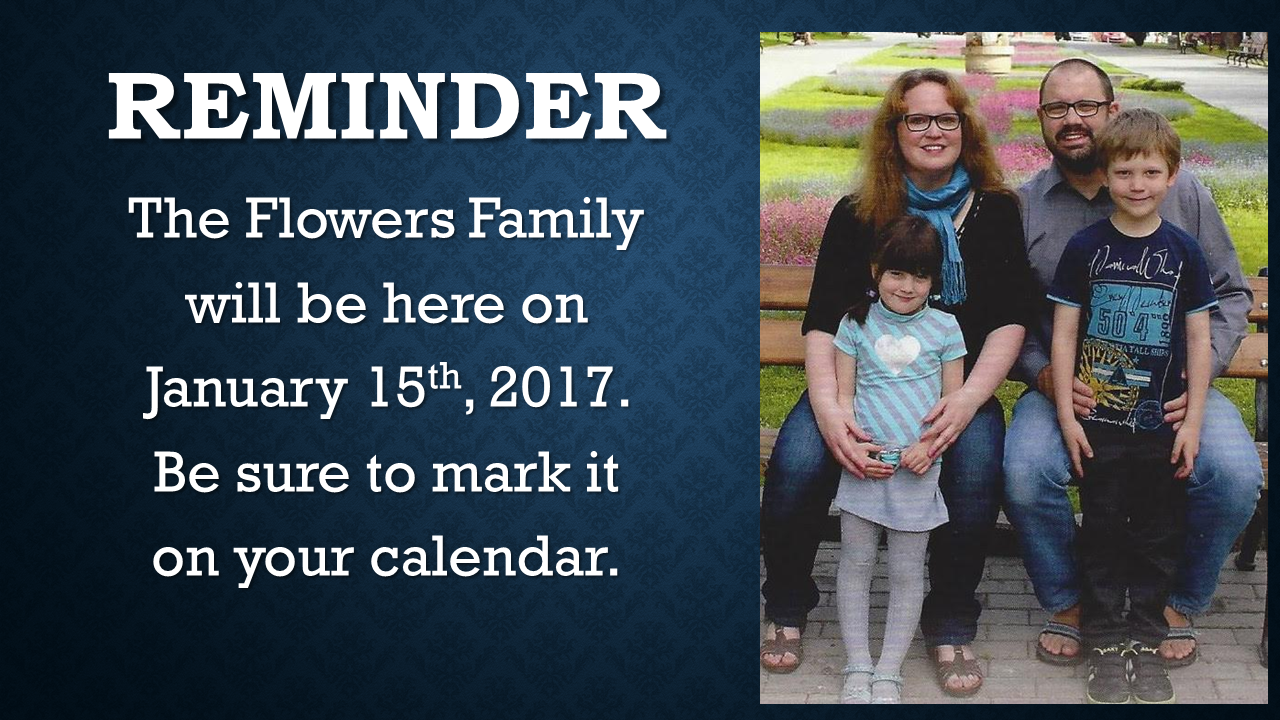 REMINDER
The Flowers Family
will be here on
January 15th, 2017.
Be sure to mark it
on your calendar.
504